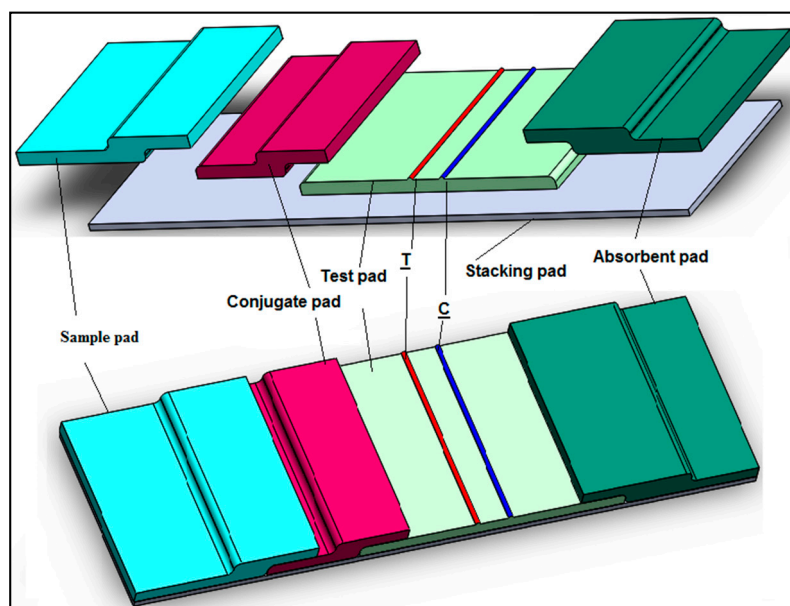 T
Test pad
Stacking pad
Absorbent pad
Conjugate pad
C
Sample pad